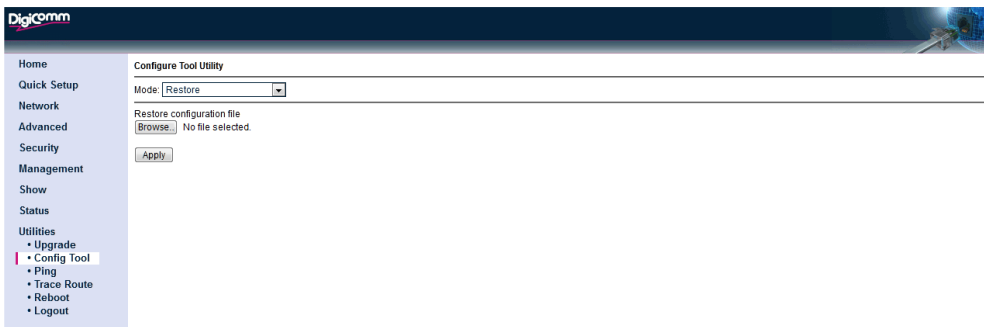 Digicomm
Home
Quick Setup
Network
Advanced
Security
Management
Show
Status
Utilities
• Upgrade
• Config Tool
• Ping
• Trace Route
• Reboot
• Logout
Configure Tool Utility
Mode: Restore
Restore configuration file
Browse.. No file selected.
Apply